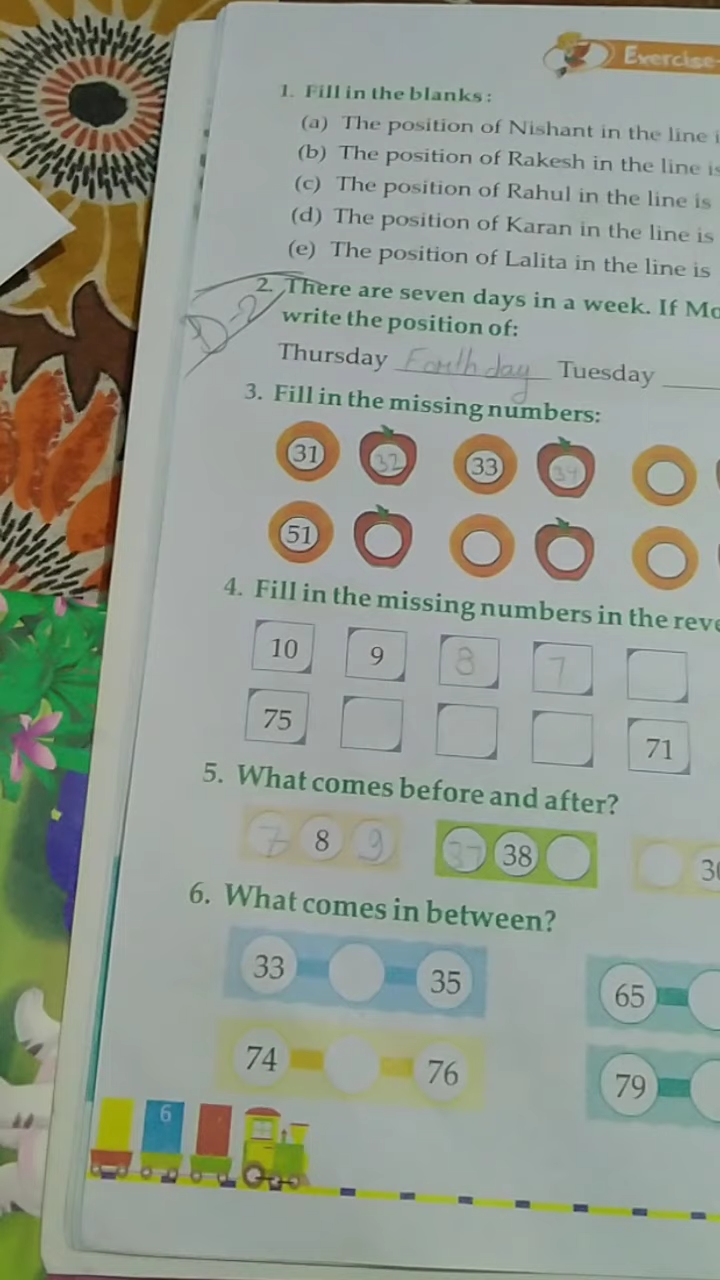 Exercise-
1. Fill in the blanks :
(a) The position of Nishant in the line i
(b) The position of Rakesh in the line is
(c) The position of Rahul in the line is
(d) The position of Karan in the line is
(e) The position of Lalita in the line is
2. There are seven days in a week. If Mo
D-2
write the position of:
Thursday Forth day Tuesday
3. Fill in the missing numbers:
31 32 33 34
51
4. Fill in the missing numbers in the reve
10 9 8 7
75 71
5. What comes before and after?
7 8 9 37 38 30
6. What comes in between?
33 35 65
74 76 79
6